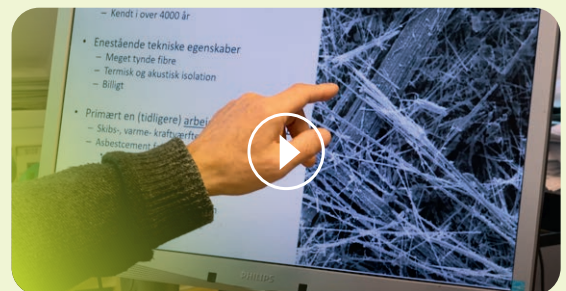 – Kendt i over 4000 år
• Enestående tekniske egenskaber
– Meget tynde fibre
– Termisk og akustisk isolation
– Billigt
• Primært en (tidligere)
– Skibs-, varme-
Asbestcement
PHILIPS